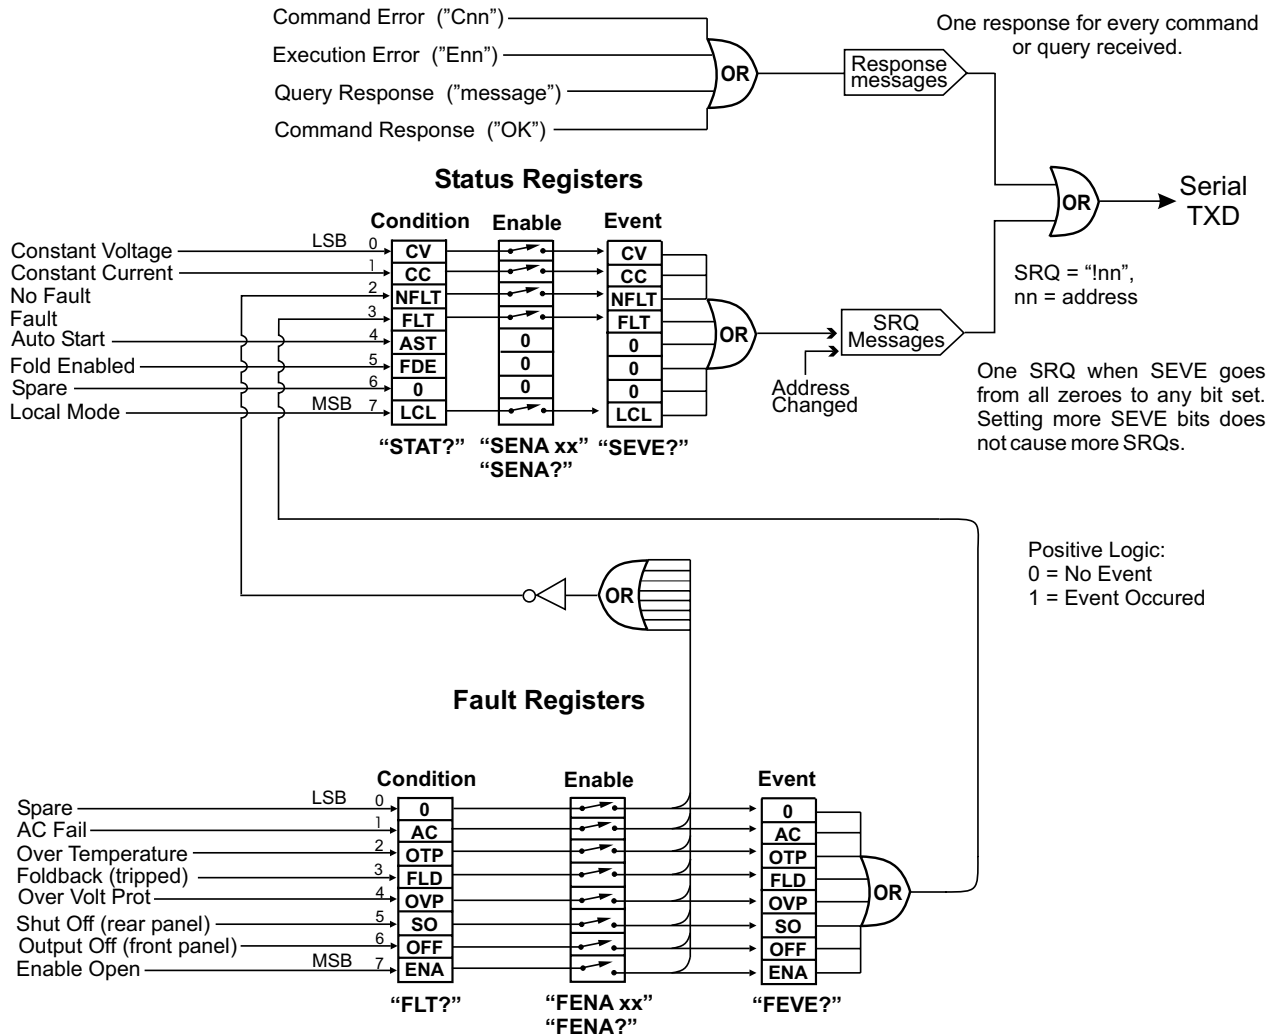 Command Error (”Cnn”)
Execution Error (”Enn”)
Query Response (”message”)
Command Response (”OK”)
OR
Response
messages
One response for every command
or query received.
OR
Serial
TXD
Status Registers
Condition Enable Event
Constant Voltage LSB 0 CV CV
Constant Current 1 CC CC
No Fault 2 NFLT NFLT
Fault 3 FLT FLT
Auto Start 4 AST 0 0
Fold Enabled 5 FDE 0 0
Spare 6 0 0 0
Local Mode MSB 7 LCL LCL
“STAT?” “SENA xx” “SEVE?”
“SENA?”
OR
SRQ
Messages
Address
Changed
SRQ = “!nn”,
nn = address
One SRQ when SEVE goes
from all zeroes to any bit set.
Setting more SEVE bits does
not cause more SRQs.
Positive Logic:
0 = No Event
1 = Event Occured
OR
Fault Registers
Condition Enable Event
Spare LSB 0 0 0
AC Fail 1 AC AC
Over Temperature 2 OTP OTP
Foldback (tripped) 3 FLD FLD
Over Volt Prot 4 OVP OVP
Shut Off (rear panel) 5 SO SO
Output Off (front panel) 6 OFF OFF
Enable Open MSB 7 ENA ENA
OR
“FLT?” “FENA xx” “FEVE?”
“FENA?”